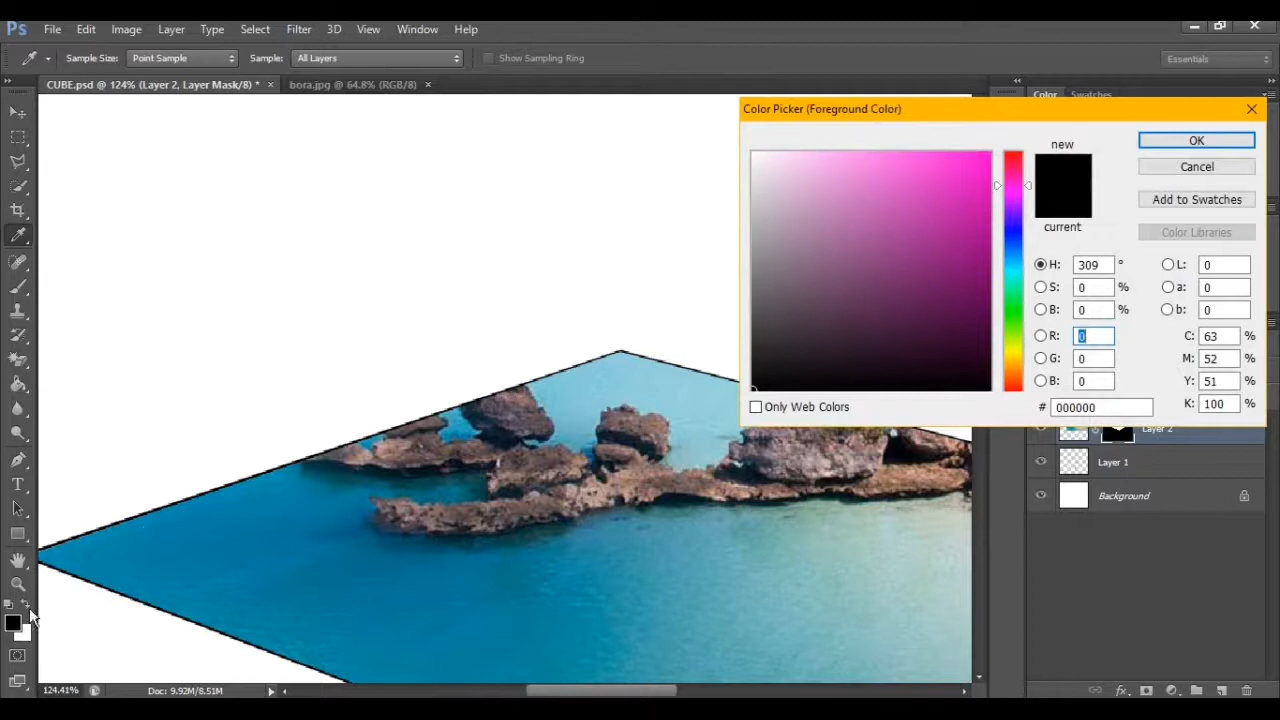 Ps File Edit Image Layer Type Select Filter 3D View Window Help
Sample Size: Point Sample Sample: All Layers Show Sampling Ring Essentials
CUBE.psd @ 124% (Layer 2, Layer Mask/8) * × bora.jpg @ 64.8% (RGB/8) × Color Swatches
Color Picker (Foreground Color)
new
OK
Cancel
Add to Swatches
current
Color Libraries
H: 309 ° L: 0
S: 0 % a: 0
B: 0 % b: 0
R: 0 C: 63 %
G: 0 M: 52 %
B: 0 Y: 51 %
Only Web Colors # 000000 K: 100 %
Layer 2
Layer 1
Background
T
124.41% Doc: 9.92M/8.51M
fx